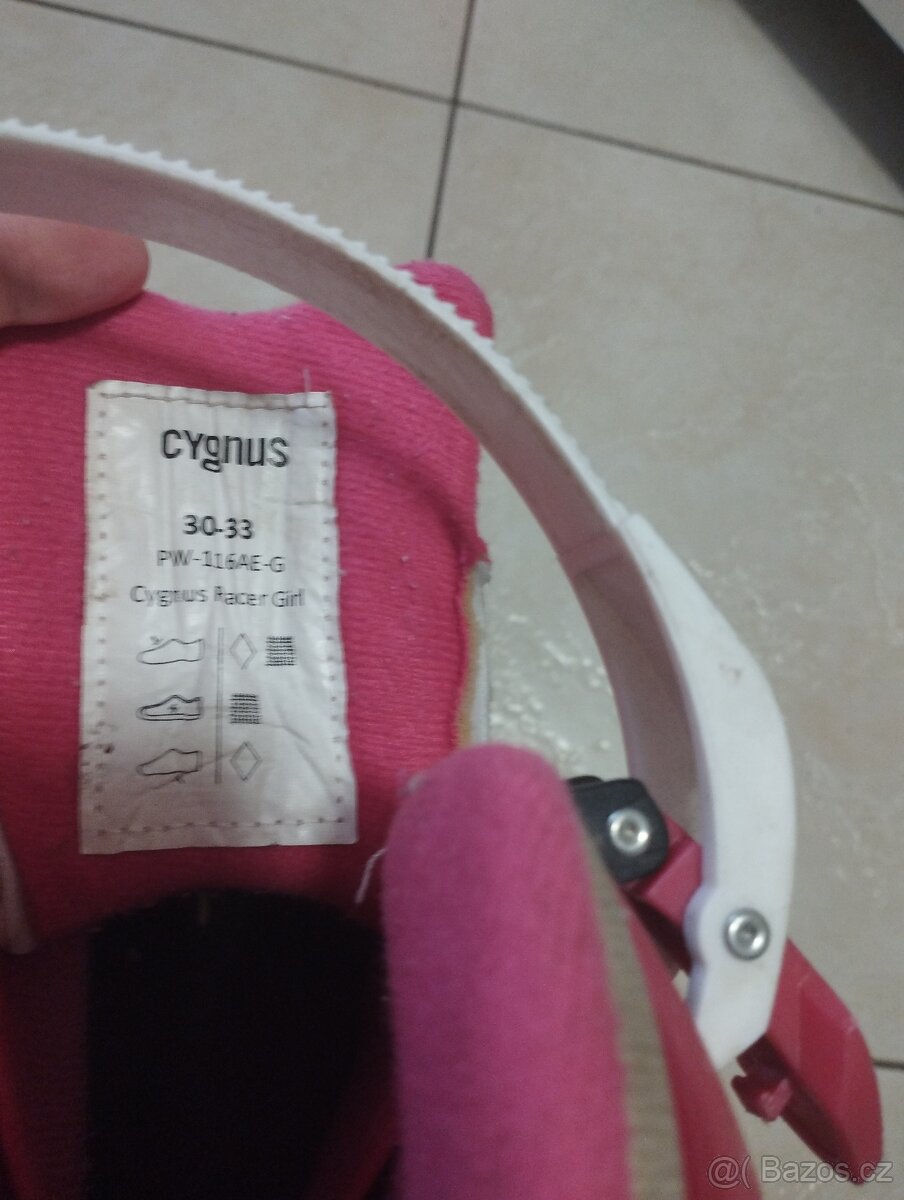 CYgnUS
30-33
PW-116AE-G
Cygnus Racer Girl
@( Bazos.cz